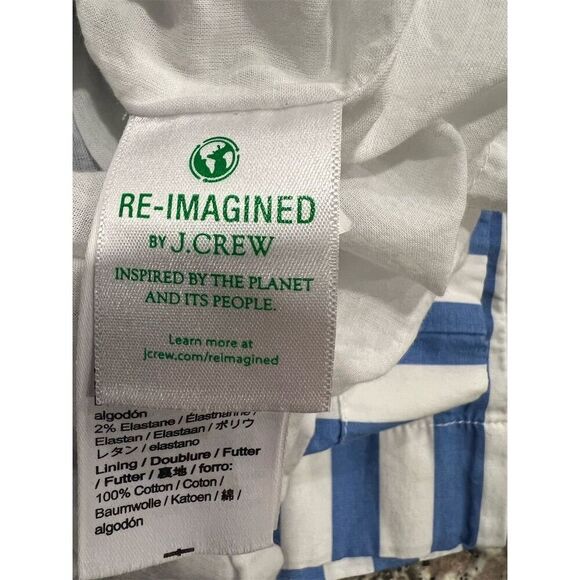 RE-IMAGINED
BY J.CREW
INSPIRED BY THE PLANET
AND ITS PEOPLE.
Learn more at
jcrew.com/reimagined
algodón
2% Elastane / Élasthanne /
Elastan / Elastaan / ポリウ
レタン / elastano
Lining / Doublure / Futter
/ Futter / 裏地 / forro:
100% Cotton / Coton /
Baumwolle / Katoen / 綿 /
algodón